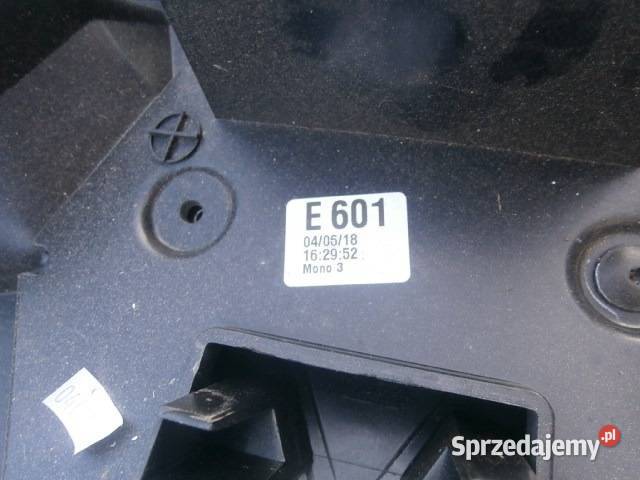 E 601
04/05/18
16:29:52
Mono 3
Sprzedajemy.pl